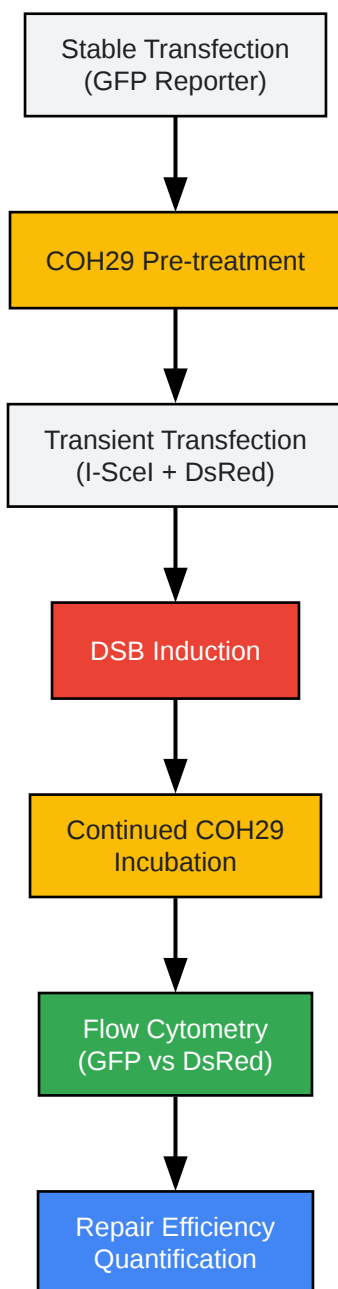 Stable Transfection
(GFP Reporter)
COH29 Pre-treatment
Transient Transfection
(I-SceI + DsRed)
DSB Induction
Continued COH29
Incubation
Flow Cytometry
(GFP vs DsRed)
Repair Efficiency
Quantification